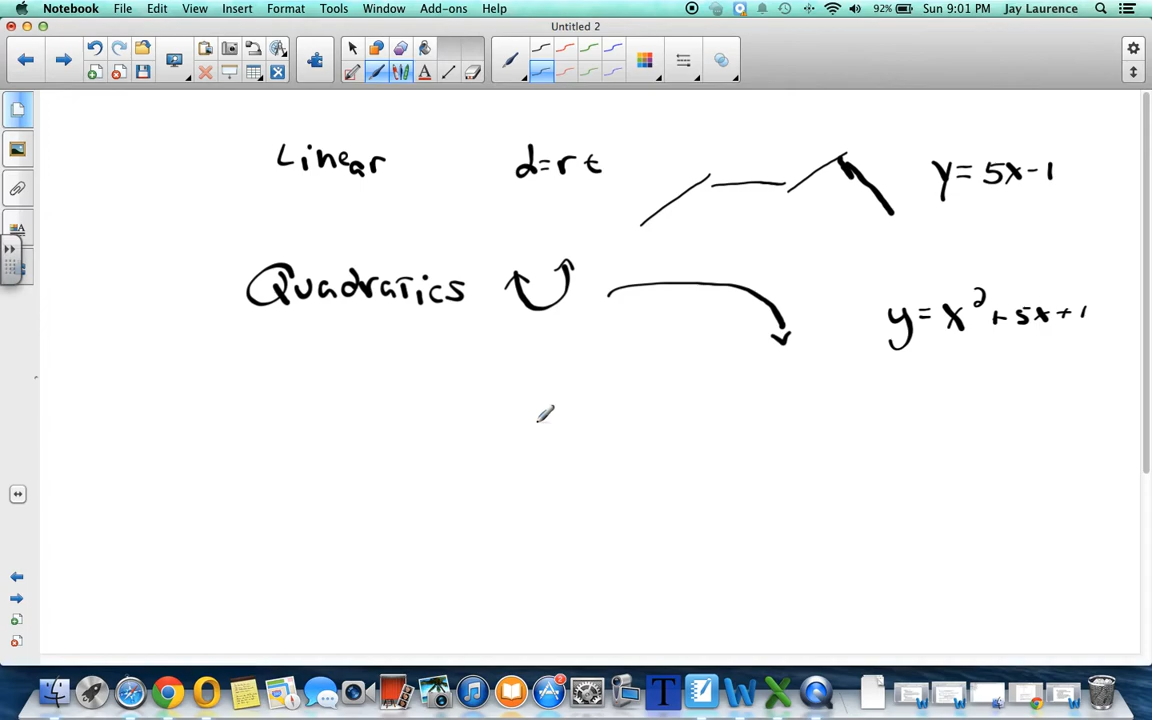 Notebook File Edit View Insert Format Tools Window Add-ons Help 92% Sun 9:01 PM Jay Laurence
Untitled 2
Linear d=rt y=5x-1
Quadratics y=x²+5x+1